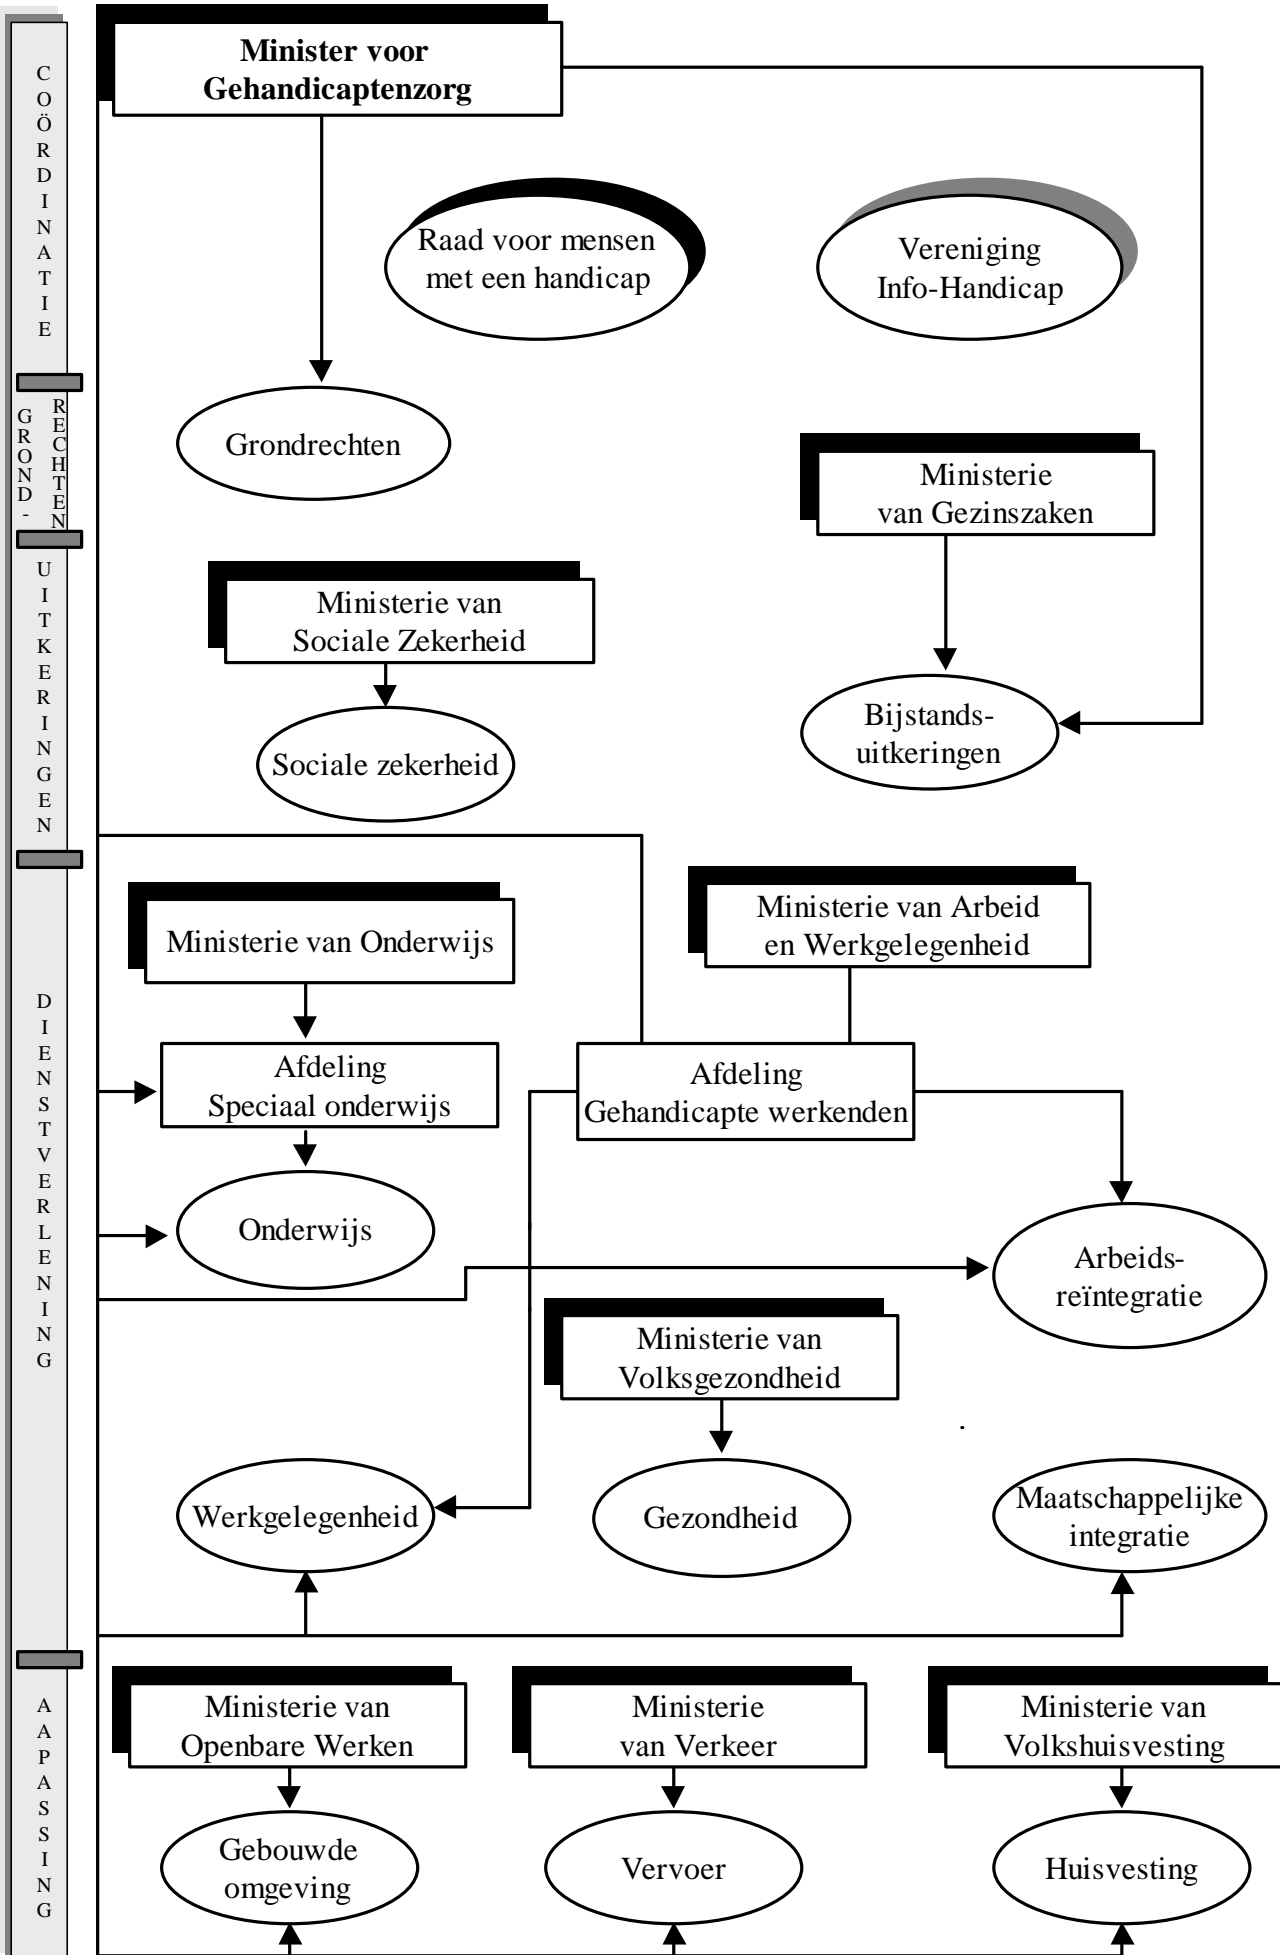 COÖRDINATIE
Minister voor
Gehandicaptenzorg
Raad voor mensen
met een handicap
Vereniging
Info-Handicap
GROND-
RECHTEN
Grondrechten
Ministerie
van Gezinszaken
UITKERINGEN
Ministerie van
Sociale Zekerheid
Sociale zekerheid
Bijstands-
uitkeringen
DIENSTVERLENING
Ministerie van Onderwijs
Ministerie van Arbeid
en Werkgelegenheid
Afdeling
Speciaal onderwijs
Afdeling
Gehandicapte werkenden
Onderwijs
Arbeids-
reïntegratie
Ministerie van
Volksgezondheid
Werkgelegenheid
Gezondheid
Maatschappelijke
integratie
AAPASSING
Ministerie van
Openbare Werken
Ministerie
van Verkeer
Ministerie van
Volkshuisvesting
Gebouwde
omgeving
Vervoer
Huisvesting